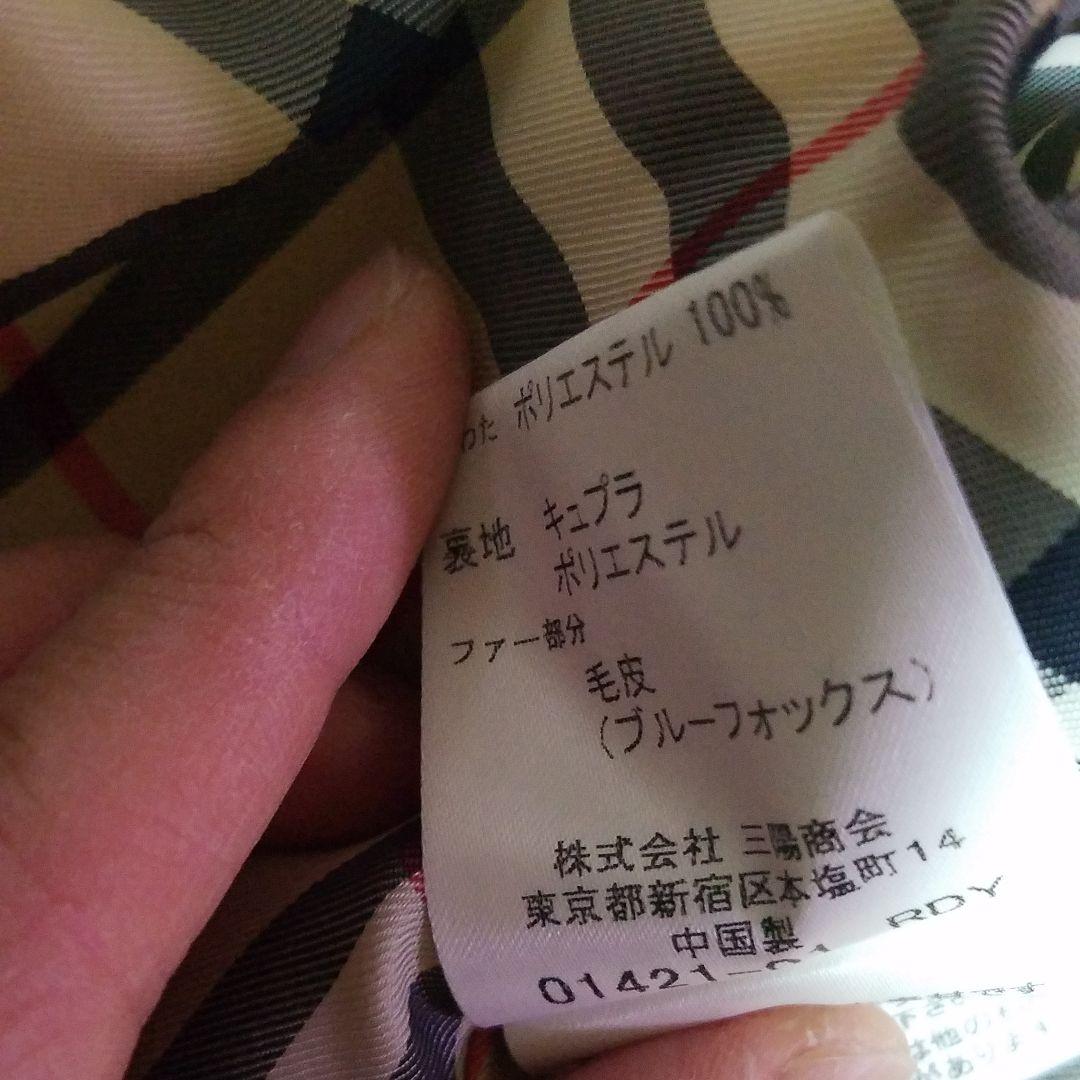 わた ポリエステル 100%
裏地 キュプラ
ポリエステル
ファー部分
毛皮
(ブルーフォックス)
株式会社 三陽商会
東京都新宿区本塩町14
中国製
01421- RDY